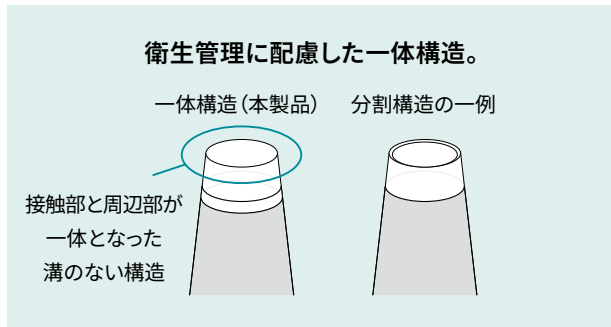 衛生管理に配慮した一体構造。
一体構造（本製品） 分割構造の一例
接触部と周辺部が
一体となった
溝のない構造